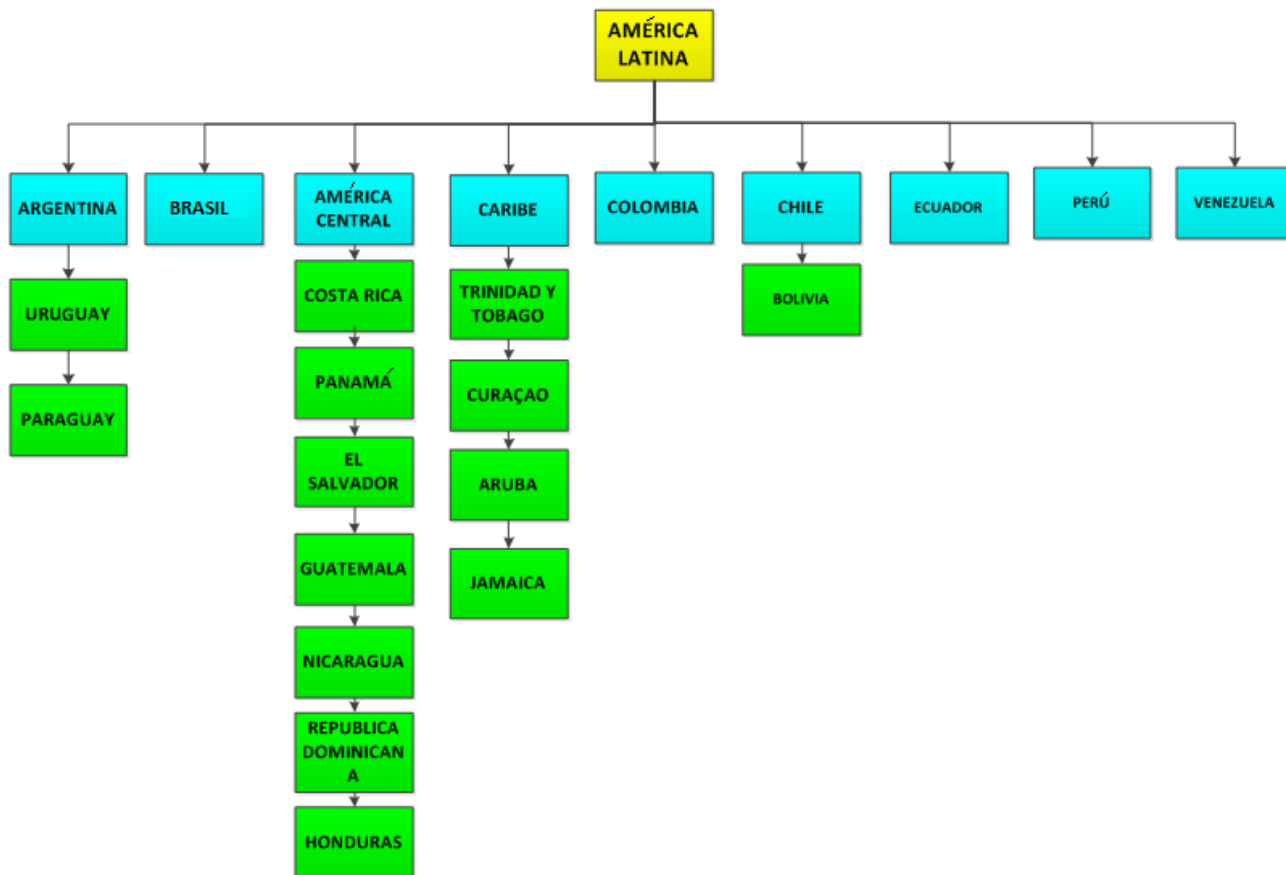 AMÉRICA
LATINA
ARGENTINA
BRASIL
AMÉRICA
CENTRAL
CARIBE
COLOMBIA
CHILE
ECUADOR
PERÚ
VENEZUELA
URUGUAY
PARAGUAY
COSTA RICA
PANAMÁ
EL
SALVADOR
GUATEMALA
NICARAGUA
REPUBLICA
DOMINICAN
A
HONDURAS
TRINIDAD Y
TOBAGO
CURAÇAO
ARUBA
JAMAICA
BOLIVIA